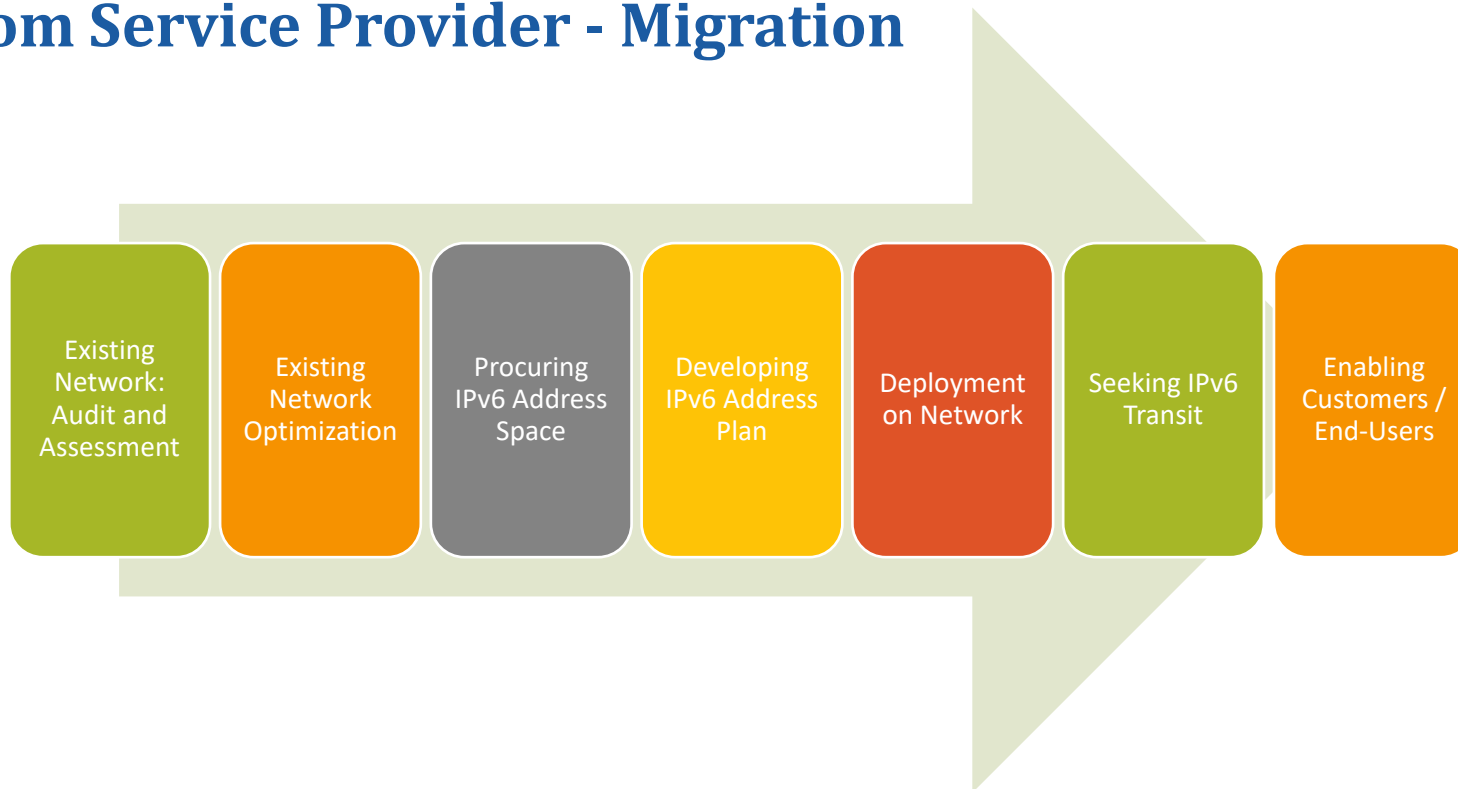 om Service Provider - Migration
Existing
Network:
Audit and
Assessment
Existing
Network
Optimization
Procuring
IPv6 Address
Space
Developing
IPv6 Address
Plan
Deployment
on Network
Seeking IPv6
Transit
Enabling
Customers /
End-Users